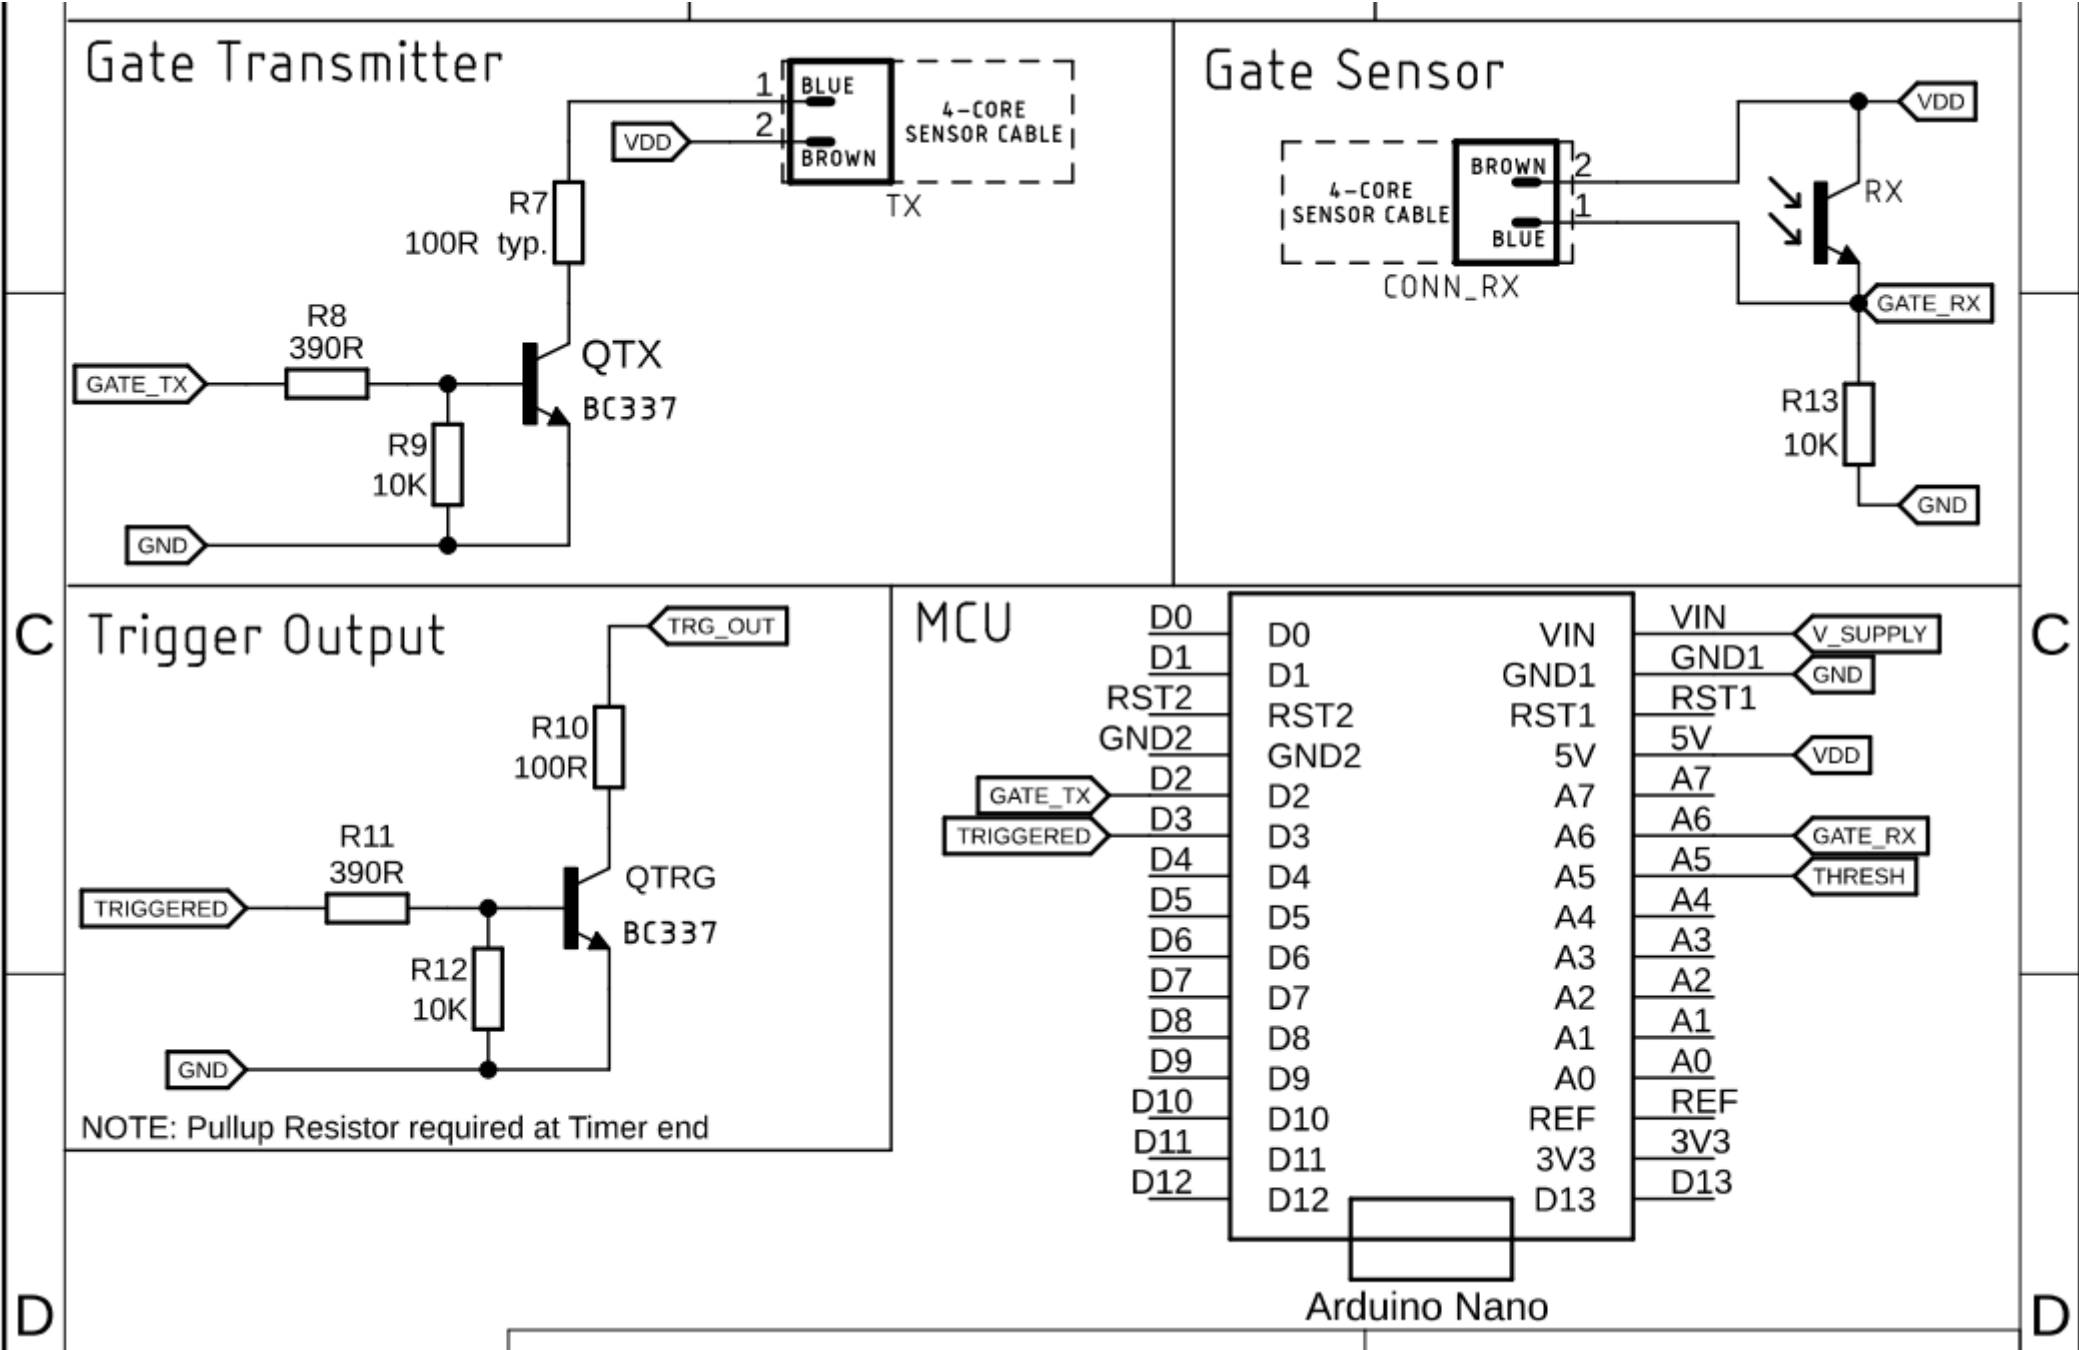 Gate Transmitter
1
BLUE
2
BROWN
VDD
4-CORE
SENSOR CABLE
TX
R7
100R typ.
R8
390R
GATE_TX
QTX
BC337
R9
10K
GND
Gate Sensor
VDD
4-CORE
SENSOR CABLE
BROWN
2
1
BLUE
CONN_RX
RX
GATE_RX
R13
10K
GND
C
Trigger Output
TRG_OUT
R10
100R
R11
390R
TRIGGERED
QTRG
BC337
R12
10K
GND
NOTE: Pullup Resistor required at Timer end
MCU
D0 D0 VIN VIN V_SUPPLY
D1 D1 GND1 GND1 GND
RST2 RST2 RST1 RST1
GND2 GND2 5V 5V VDD
GATE_TX D2 D2 A7 A7
TRIGGERED D3 D3 A6 A6 GATE_RX
D4 D4 A5 A5 THRESH
D5 D5 A4 A4
D6 D6 A3 A3
D7 D7 A2 A2
D8 D8 A1 A1
D9 D9 A0 A0
D10 D10 REF REF
D11 D11 3V3 3V3
D12 D12 D13 D13
Arduino Nano
C
D
D